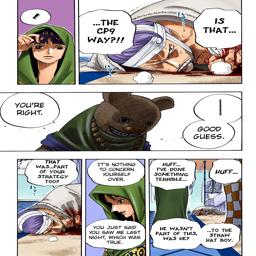 IS
THAT...
...THE
CP9
WAY?!!
!
!
GOOD
GUESS.
YOU'RE
RIGHT.
HUFF...
HUFF...
I'VE DONE
SOMETHING
TERRIBLE...
...TO THE
STRAW
HAT BOY.
HE WASN'T
PART OF THIS,
WAS HE?
IT'S NOTHING
TO CONCERN
YOURSELF
OVER.
YOU JUST SAID
YOU SAW ME LAST
NIGHT, WHICH WAS
TRUE.
THAT
WAS...PART
OF YOUR
STRATEGY
TOO?